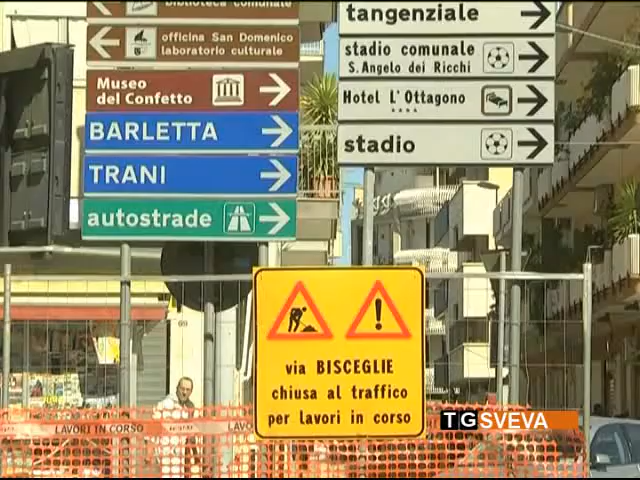 Biblioteca comunale
officina San Domenico
laboratorio culturale
Museo
del Confetto
BARLETTA
TRANI
autostrade
tangenziale
stadio comunale
S. Angelo dei Ricchi
Hotel L'Ottagono
****
stadio
via BISCEGLIE
chiusa al traffico
per lavori in corso
LAVORI IN CORSO
TGSVEVA